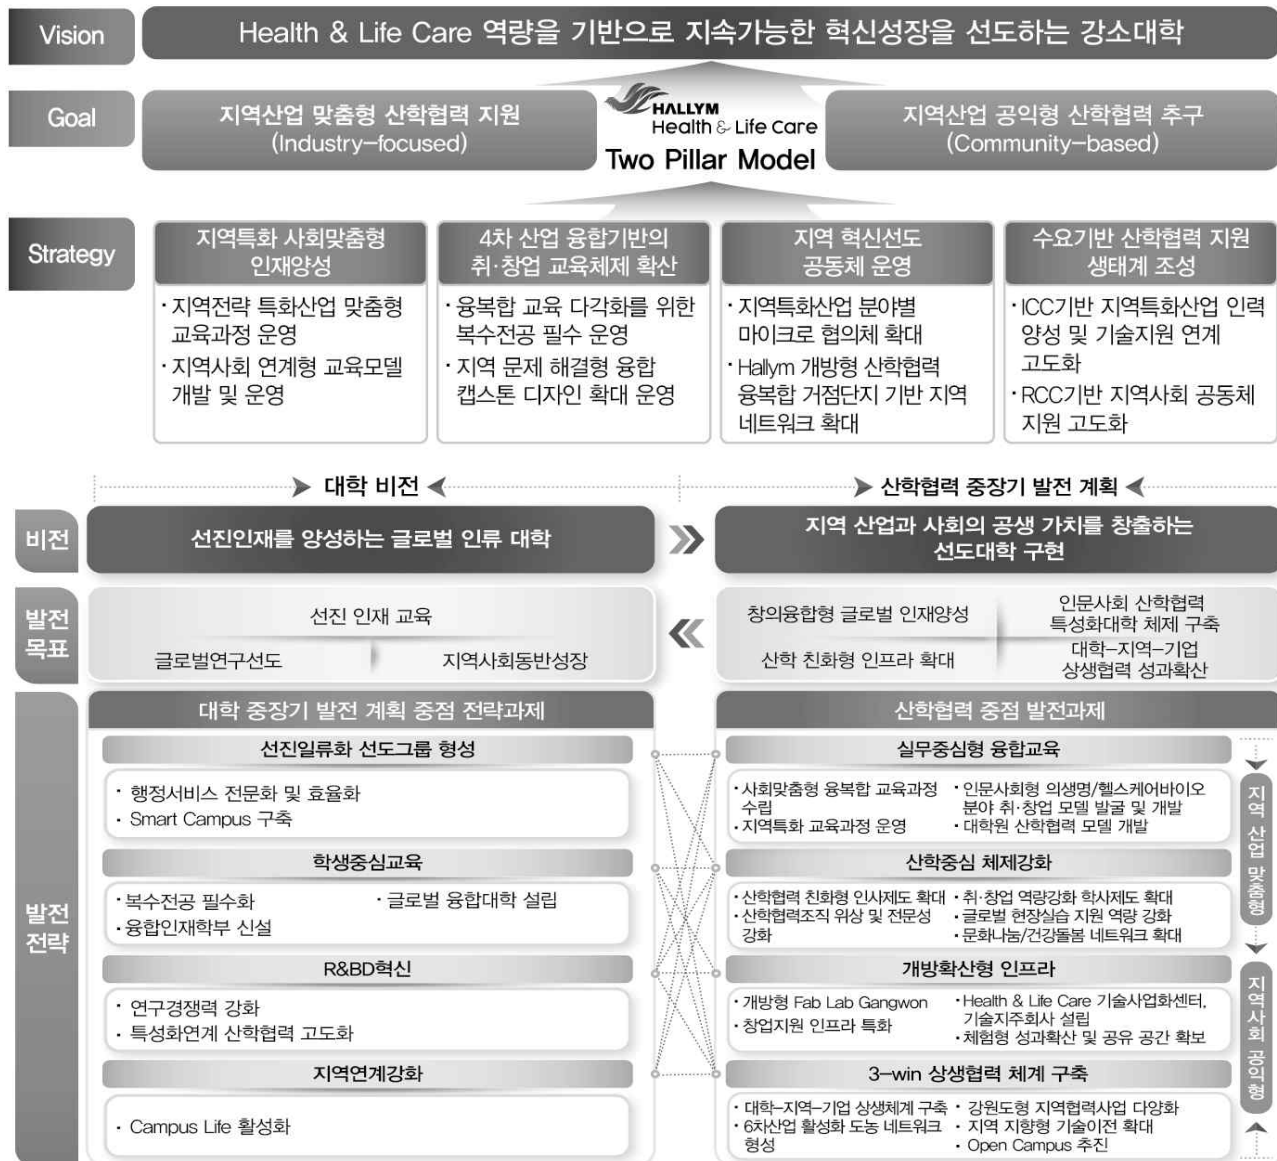 Vision
Health & Life Care 역량을 기반으로 지속가능한 혁신성장을 선도하는 강소대학
Goal
지역산업 맞춤형 산학협력 지원
(Industry-focused)
HALLYM
Health & Life Care
Two Pillar Model
지역산업 공익형 산학협력 추구
(Community-based)
Strategy
지역특화 사회맞춤형
인재양성
· 지역전략 특화산업 맞춤형
교육과정 운영
· 지역사회 연계형 교육모델
개발 및 운영
4차 산업 융합기반의
취·창업 교육체제 확산
· 융복합 교육 다각화를 위한
복수전공 필수 운영
· 지역 문제 해결형 융합
캡스톤 디자인 확대 운영
지역 혁신선도
공동체 운영
· 지역특화산업 분야별
마이크로 협의체 확대
· Hallym 개방형 산학협력
융복합 거점단지 기반 지역
네트워크 확대
수요기반 산학협력 지원
생태계 조성
· ICC기반 지역특화산업 인력
양성 및 기술지원 연계
고도화
· RCC기반 지역사회 공동체
지원 고도화
대학 비전
산학협력 중장기 발전 계획
비전
선진인재를 양성하는 글로벌 인류 대학
지역 산업과 사회의 공생 가치를 창출하는
선도대학 구현
발전
목표
선진 인재 교육
글로벌연구선도
지역사회동반성장
창의융합형 글로벌 인재양성
인문사회 산학협력
특성화대학 체제 구축
산학 친화형 인프라 확대
대학-지역-기업
상생협력 성과확산
발전
전략
대학 중장기 발전 계획 중점 전략과제
선진일류화 선도그룹 형성
· 행정서비스 전문화 및 효율화
· Smart Campus 구축
학생중심교육
· 복수전공 필수화
· 융합인재학부 신설
· 글로벌 융합대학 설립
R&BD혁신
· 연구경쟁력 강화
· 특성화연계 산학협력 고도화
지역연계강화
· Campus Life 활성화
산학협력 중점 발전과제
실무중심형 융합교육
· 사회맞춤형 융복합 교육과정
수립
· 지역특화 교육과정 운영
· 인문사회형 의생명/헬스케어바이오
분야 취·창업 모델 발굴 및 개발
· 대학원 산학협력 모델 개발
산학중심 체제강화
· 산학협력 친화형 인사제도 확대
· 산학협력조직 위상 및 전문성
강화
· 취·창업 역량강화 학사제도 확대
· 글로벌 현장실습 지원 역량 강화
· 문화나눔/건강돌봄 네트워크 확대
개방확산형 인프라
· 개방형 Fab Lab Gangwon
· 창업지원 인프라 특화
· Health & Life Care 기술사업화센터,
기술지주회사 설립
· 체험형 성과확산 및 공유 공간 확보
3-win 상생협력 체계 구축
· 대학-지역-기업 상생체계 구축
· 6차산업 활성화 도농 네트워크
형성
· 강원도형 지역협력사업 다양화
· 지역 지향형 기술이전 확대
· Open Campus 추진
지역 산업 맞춤형
지역사회 공익형